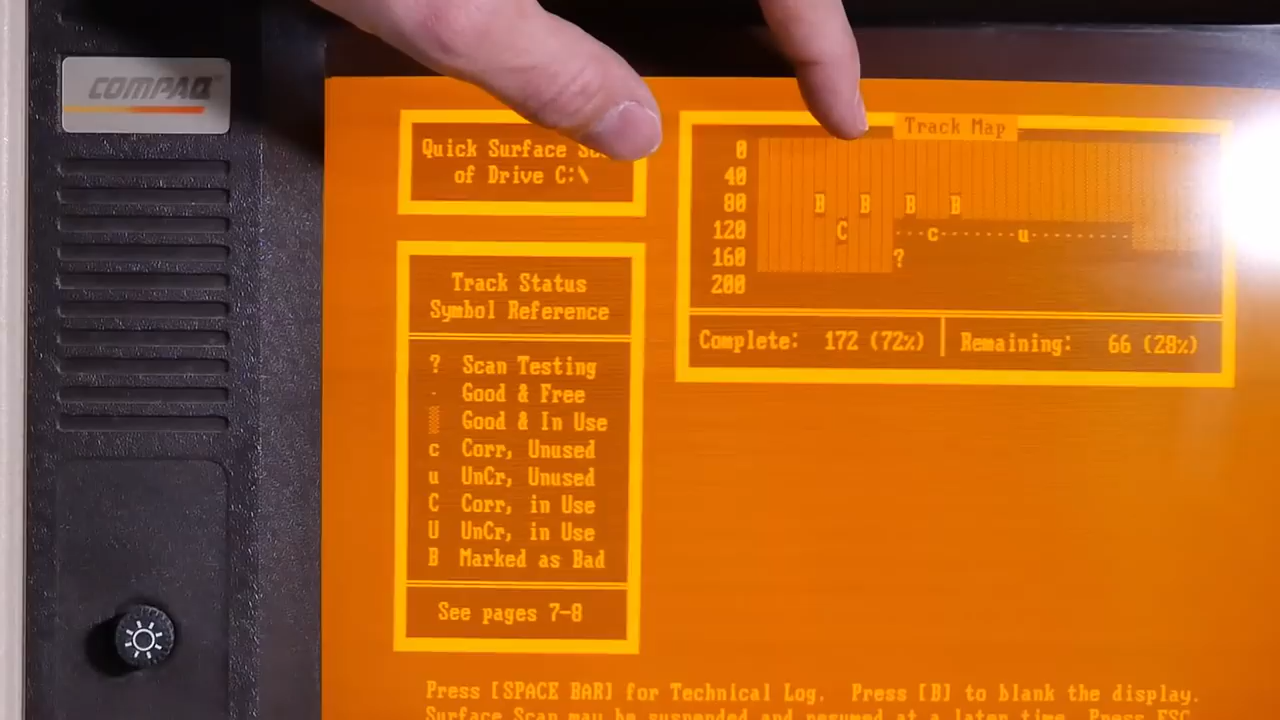 COMPAQ
Quick Surface
of Drive C:\
Track Status
Symbol Reference
? Scan Testing
· Good & Free
▒ Good & In Use
c Corr, Unused
u UnCr, Unused
C Corr, in Use
U UnCr, in Use
B Marked as Bad
See pages 7-8
Track Map
0
40
80 B B B B
120 C c u
160 ?
200
Complete: 172 (72%) Remaining: 66 (28%)
Press [SPACE BAR] for Technical Log. Press [B] to blank the display.
Surface Scan may be suspended and resumed at a later time. Press ESC